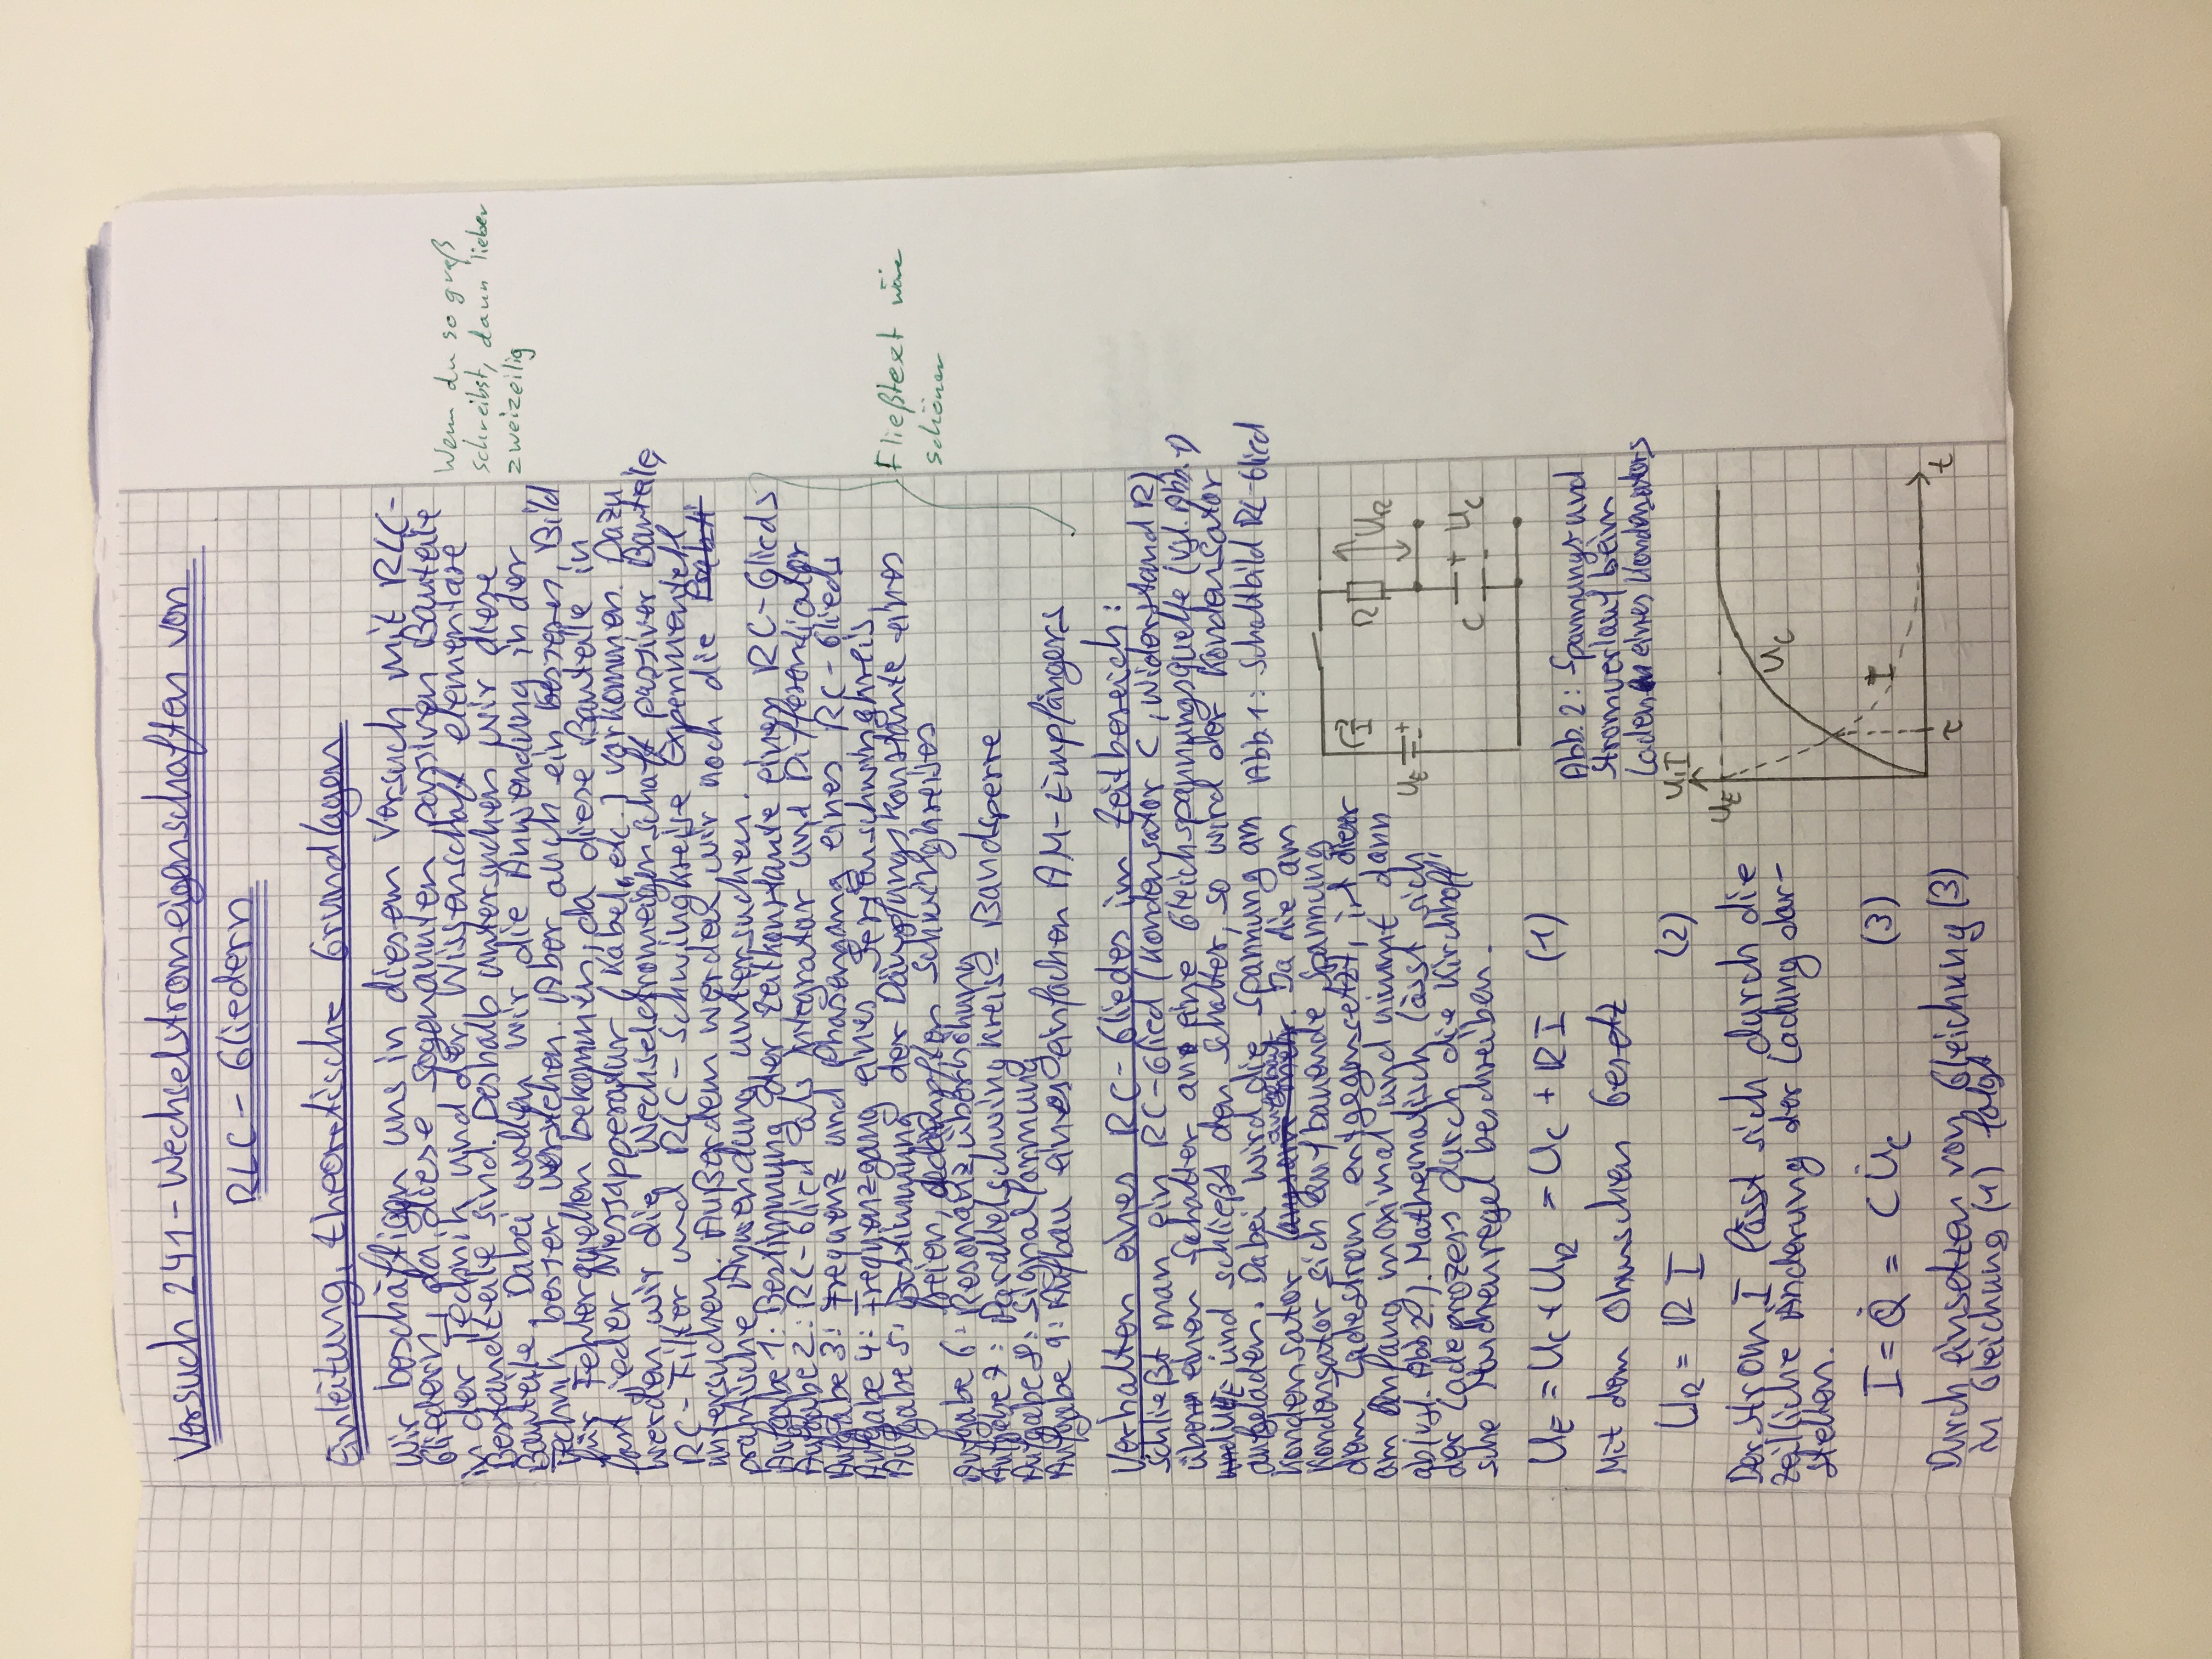 Versuch 241 - Wechselstromeigenschaften von
RLC - Gliedern
Einleitung, theoretische Grundlagen
Wir beschäftigen uns in diesem Versuch mit RLC-
Gliedern, da diese sogenannten passiven Bauteile
in der Technik und der Wissenschaft elementare
Bestandteile sind. Deshalb untersuchen wir diese
Bauteile. Dabei wollen wir die Anwendung in der
Technik besser verstehen. Aber auch ein besseren Bild
für Fehlerquellen bekommen, da diese Bauteile in
fast jeder Messapperatur (Kabel, etc.) vorkommen. Dazu
werden wir die Wechselstromeigenschaft passiver Bauteile,
RC-Filter und RLC-Schwingkreise Experimentell
untersuchen. Außerdem werden wir noch die
praktische Anwendung untersuchen.
Aufgabe 1: Bestimmung der Zeitkonstante eines RC-Glieds
Aufgabe 2: RC-Glied als Integrator und Differentiator
Aufgabe 3: Frequenz und Phasengang eines RC-Glieds
Aufgabe 4: Frequenzgang eines Serienschwingkreis
Aufgabe 5: Bestimmung der Dämpfungskonstante eines
freien, gedämpften Schwingkreises
Aufgabe 6: Resonanzüberhöhung
Aufgabe 7: Parallelschwingkreis - Bandsperre
Aufgabe 8: Signalformung
Aufgabe 9: Aufbau eines einfachen AM-Empfängers
Wenn du so groß
schreibst, dann lieber
zweizeilig
Fließtext wäre
schöner
Verhalten eines RC-Gliedes im Zeitbereich:
Schließt man ein RC-Glied (Kondensator C, Widerstand R)
über einen Schalter an eine Gleichspannungsquelle (vgl. Abb. 1)
und schließt den Schalter, so wird der Kondensator
aufgeladen. Dabei wird die Spannung am
Kondensator aufgebaut. Da die am
Kondensator sich aufbauende Spannung
dem Ladestrom entgegensetzt, ist dieser
am Anfang maximal und nimmt dann
ab (vgl. Abb 2.). Mathematisch lässt sich
der Ladeprozess durch die Kirchhoff'
sche Maschenregel beschreiben.
U_E = U_C + U_R = U_C + R I (1)
Mit dem Ohmschen Gesetz
U_R = R I (2)
Der Strom I lässt sich durch die
zeitliche Änderung der Ladung dar-
stellen.
I = Q̇ = C U̇_C (3)
Durch einsetzen von Gleichung (3)
in Gleichung (1) folgt
Abb. 1: Schaltbild RC-Glied
I
R
U_R
U_E
+
-
C
+
-
U_C
Abb. 2: Spannungs- und
Stromverlauf beim
Laden eines Kondensators
U, I
U_E
U_C
I
τ
t